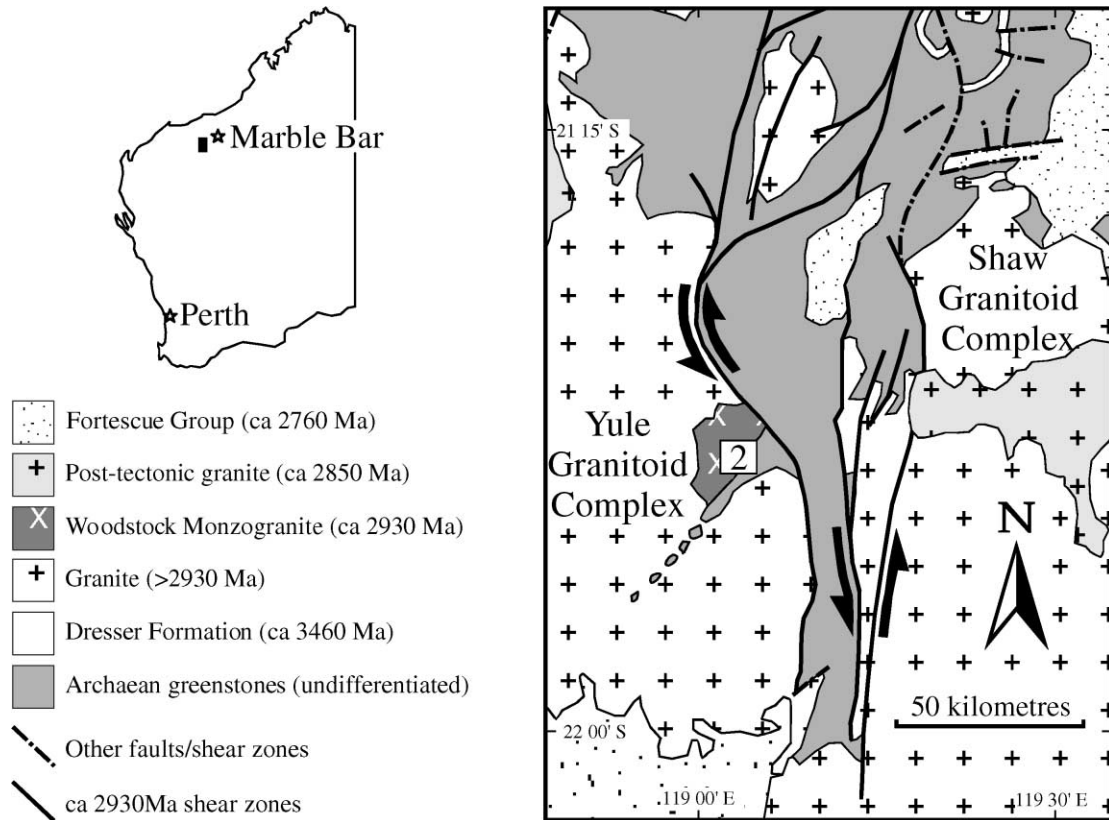 Marble Bar
Perth
Fortescue Group (ca 2760 Ma)
Post-tectonic granite (ca 2850 Ma)
X
Woodstock Monzogranite (ca 2930 Ma)
Granite (>2930 Ma)
Dresser Formation (ca 3460 Ma)
Archaean greenstones (undifferentiated)
Other faults/shear zones
ca 2930Ma shear zones
21 15' S
Shaw
Granitoid
Complex
Yule
Granitoid
Complex
X
X
2
N
50 kilometres
22 00' S
119 00' E
119 30' E